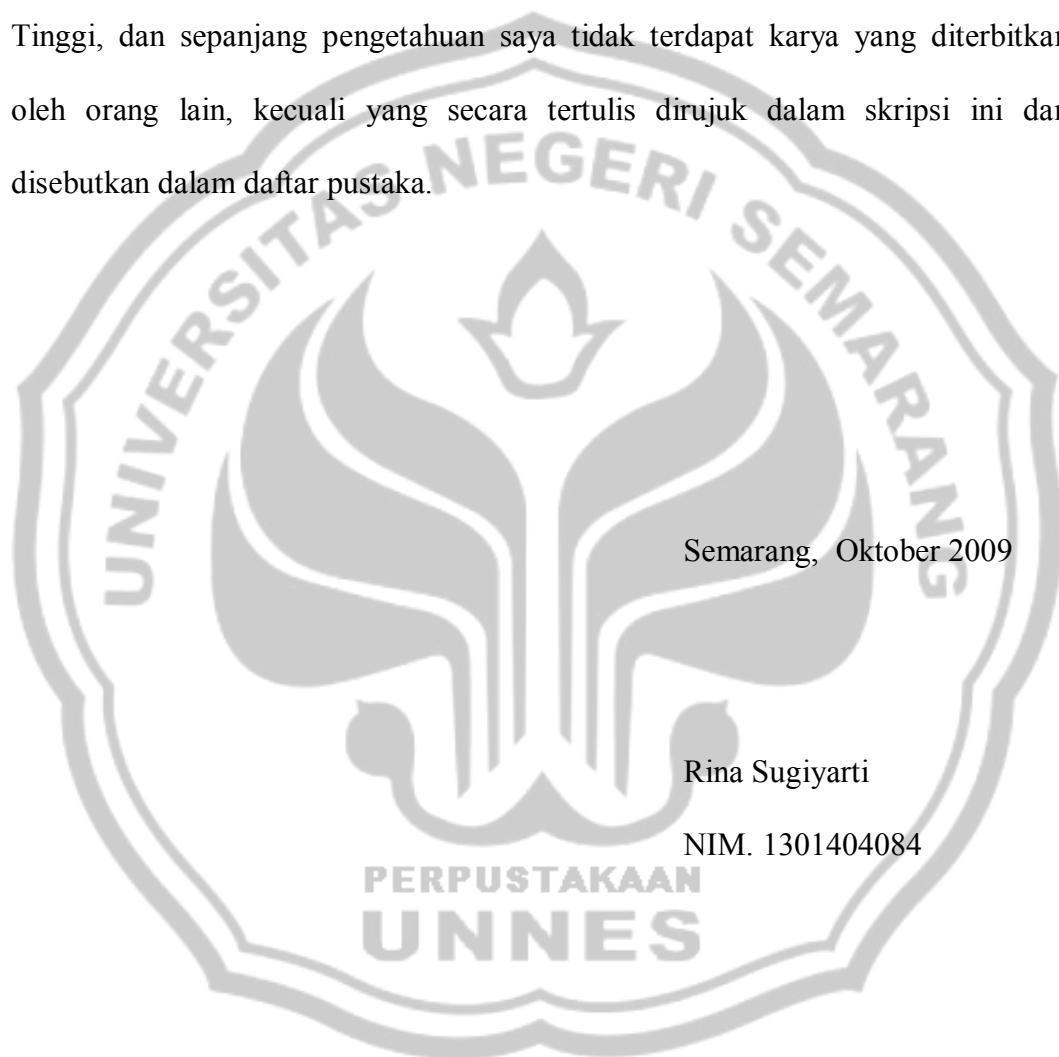 Tinggi, dan sepanjang pengetahuan saya tidak terdapat karya yang diterbitkan
oleh orang lain, kecuali yang secara tertulis dirujuk dalam skripsi ini dan
disebutkan dalam daftar pustaka.
UNIVERSITAS NEGERI SEMARANG
Semarang, Oktober 2009
Rina Sugiyarti
NIM. 1301404084
PERPUSTAKAAN
UNNES